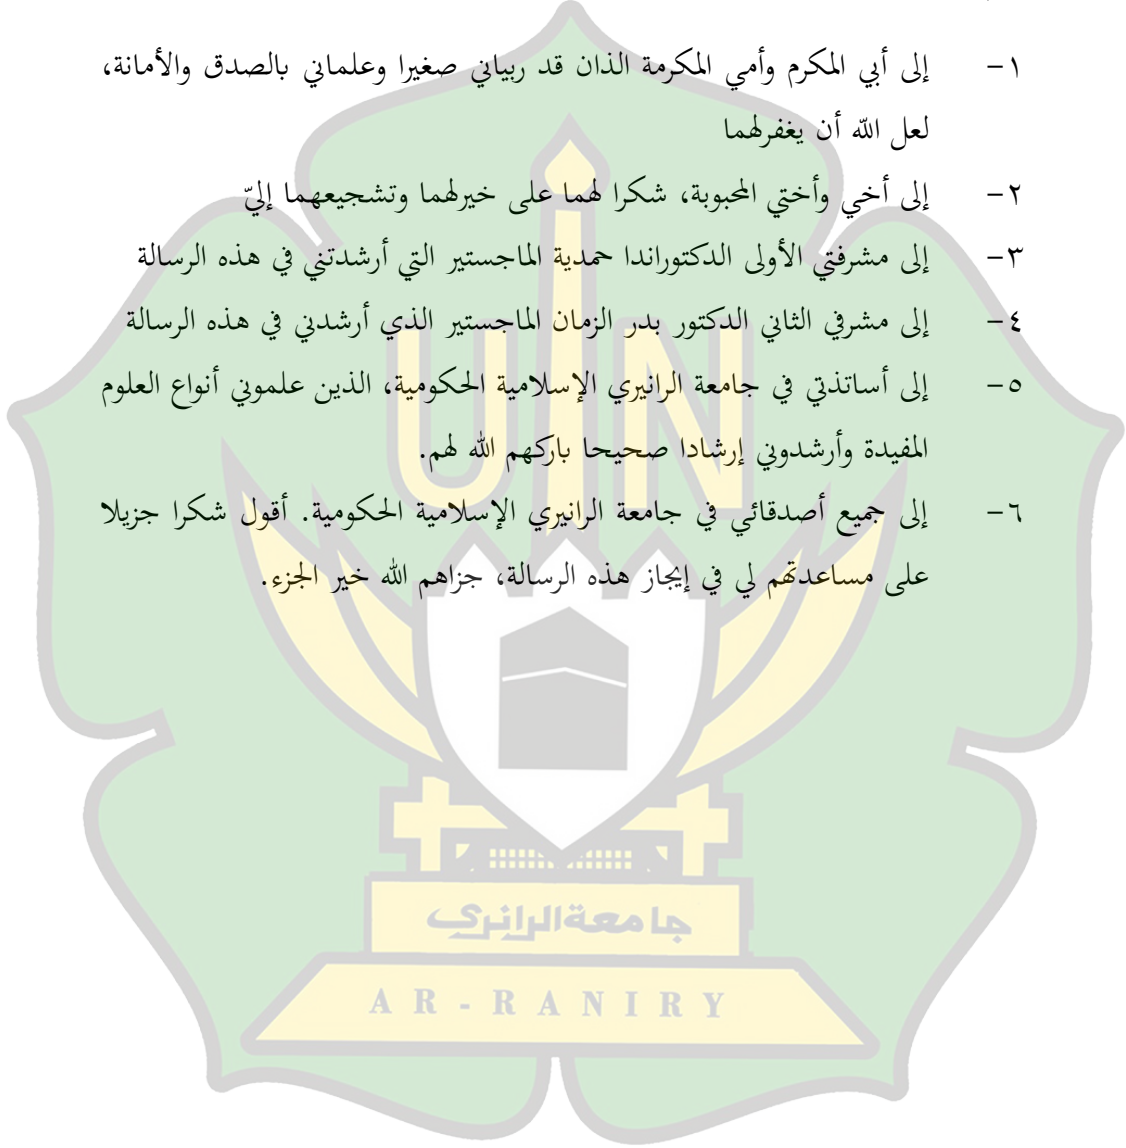 ١- إلى أبي المكرم وأمي المكرمة الذان قد ربياني صغيرا وعلماني بالصدق والأمانة،
لعل الله أن يغفرلهما
٢- إلى أخي وأختي المحبوبة، شكرا لهما على خيرلهما وتشجيعهما إليّ
٣- إلى مشرفتي الأولى الدكتوراندا حمدية الماجستير التي أرشدتني في هذه الرسالة
٤- إلى مشرفي الثاني الدكتور بدر الزمان الماجستير الذي أرشدني في هذه الرسالة
٥- إلى أساتذتي في جامعة الرانيري الإسلامية الحكومية، الذين علموني أنواع العلوم
المفيدة وأرشدوني إرشادا صحيحا باركهم الله لهم.
٦- إلى جميع أصدقائي في جامعة الرانيري الإسلامية الحكومية. أقول شكرا جزيلا
على مساعدتهم لي في إيجاز هذه الرسالة، جزاهم الله خير الجزء.
UIN
جامعة الرانري
AR-RANIRY